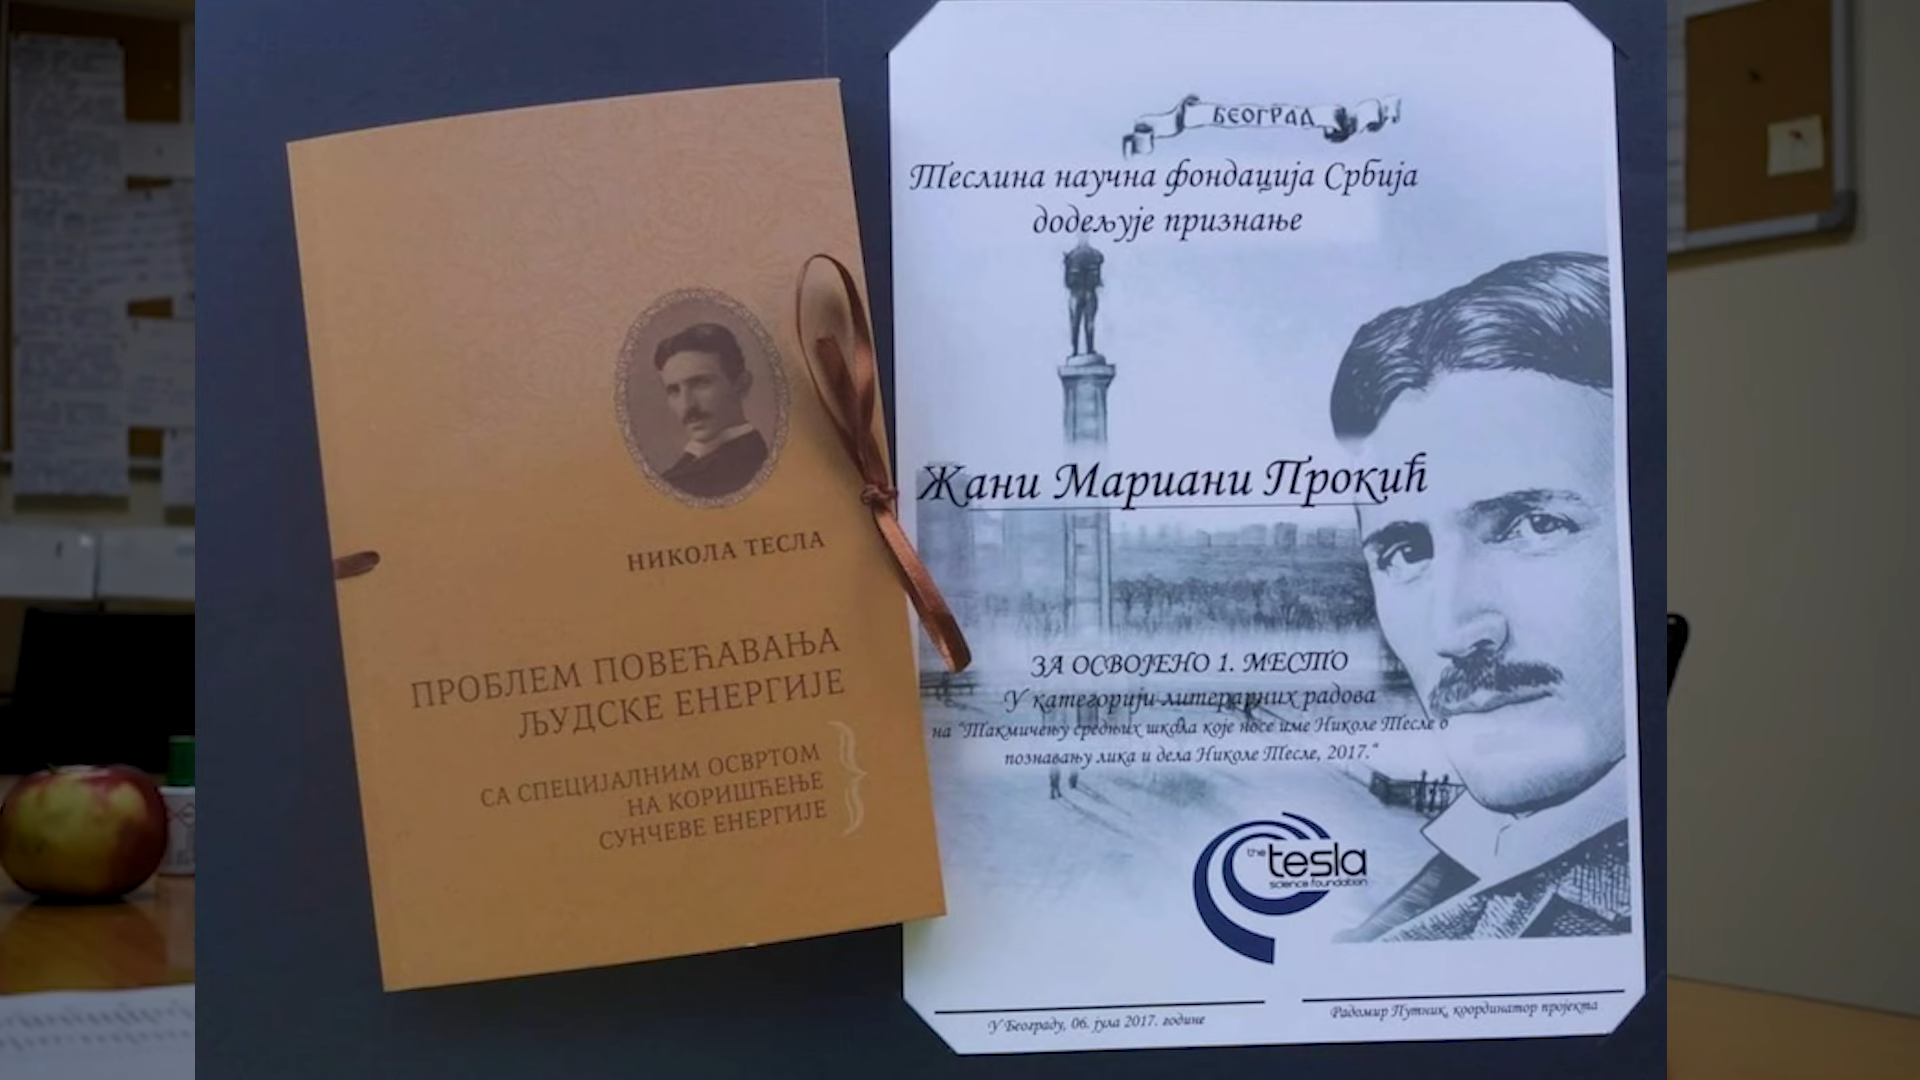 НИКОЛА ТЕСЛА
ПРОБЛЕМ ПОВЕЋАВАЊА
ЉУДСКЕ ЕНЕРГИЈЕ
СА СПЕЦИЈАЛНИМ ОСВРТОМ
НА КОРИШЋЕЊЕ
СУНЧЕВЕ ЕНЕРГИЈЕ
БЕОГРАД
Теслина научна фондација Србија
додељује признање
Жани Мариани Прокић
ЗА ОСВОЈЕНО 1. МЕСТО
У категорији литерарних радова
на "Такмичењу средњих школа које носе име Николе Тесле о
познавању лика и дела Николе Тесле, 2017."
the tesla
science foundation
У Београду, 06. јула 2017. године
Радомир Путник, координатор пројекта